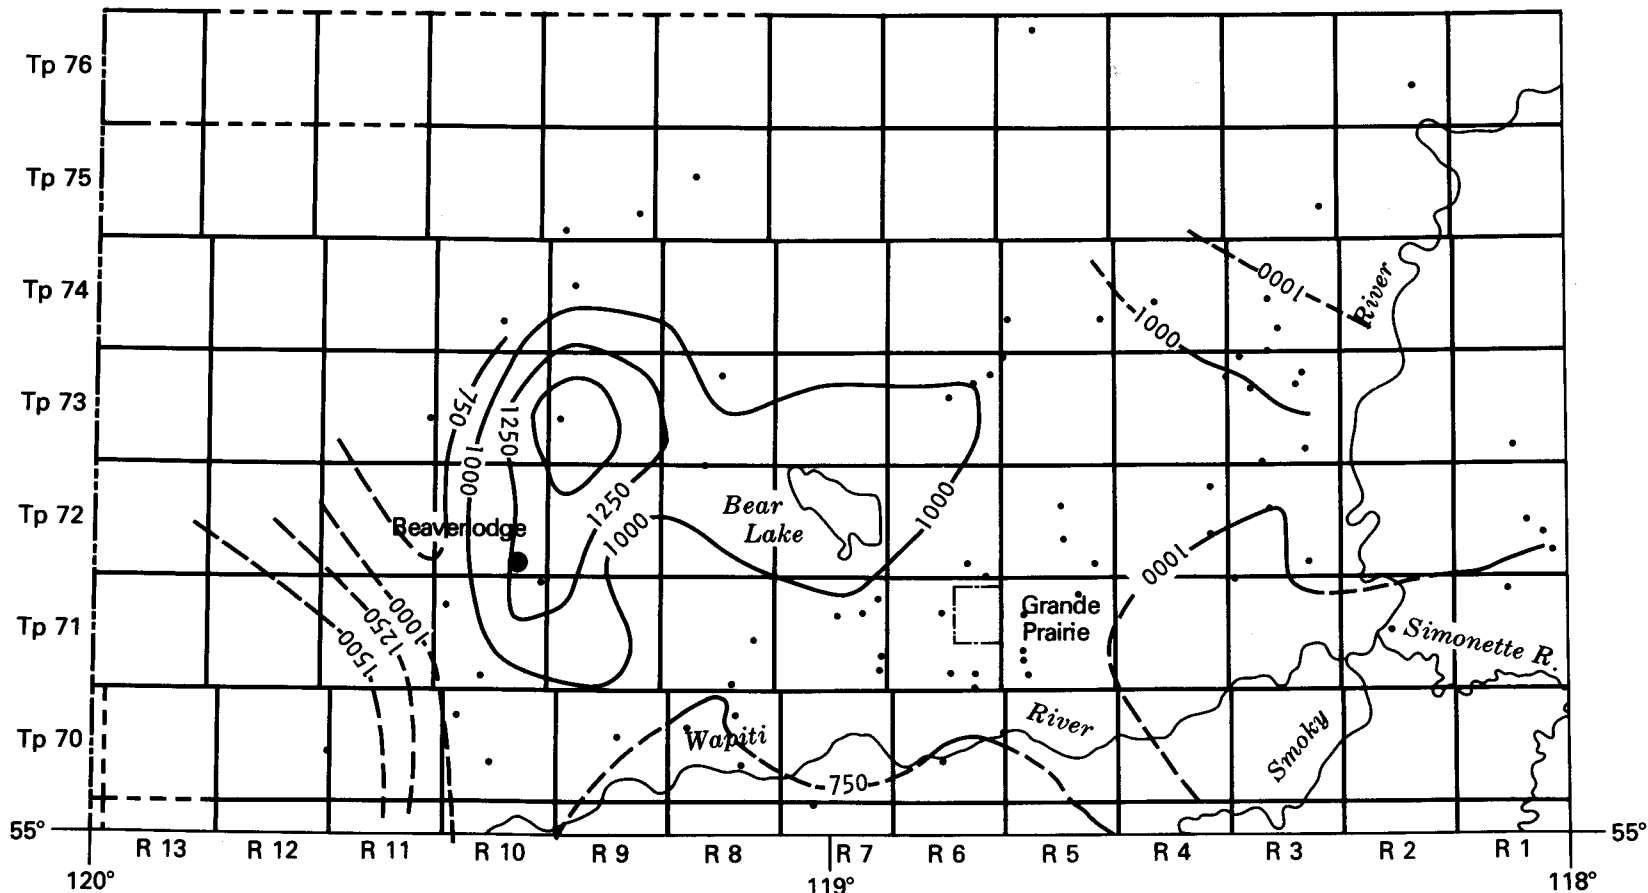 Tp 76
Tp 75
Tp 74
1000
1000
River
Tp 73
750
1250
1000
Tp 72
Beaverlodge
1250
1000
Bear
Lake
1000
1000
Tp 71
1000
1250
1500
Grande
Prairie
Simonette R.
Tp 70
Wapiti
River
Smoky
750
55°
55°
R 13
R 12
R 11
R 10
R 9
R 8
R 7
R 6
R 5
R 4
R 3
R 2
R 1
120°
119°
118°